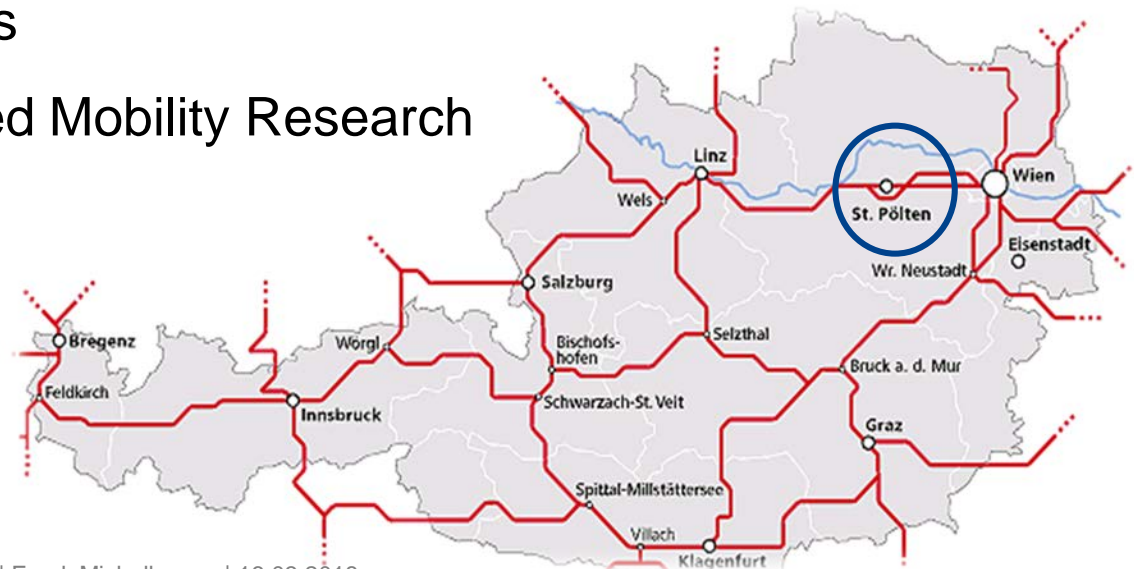 s
ed Mobility Research
Linz
Wien
Wels
St. Pölten
Eisenstadt
Wr. Neustadt
Salzburg
Bregenz
Wörgl
Bischofs-
hofen
Selzthal
Feldkirch
Bruck a. d. Mur
Innsbruck
Schwarzach-St. Veit
Graz
Spittal-Millstättersee
Villach
Klagenfurt